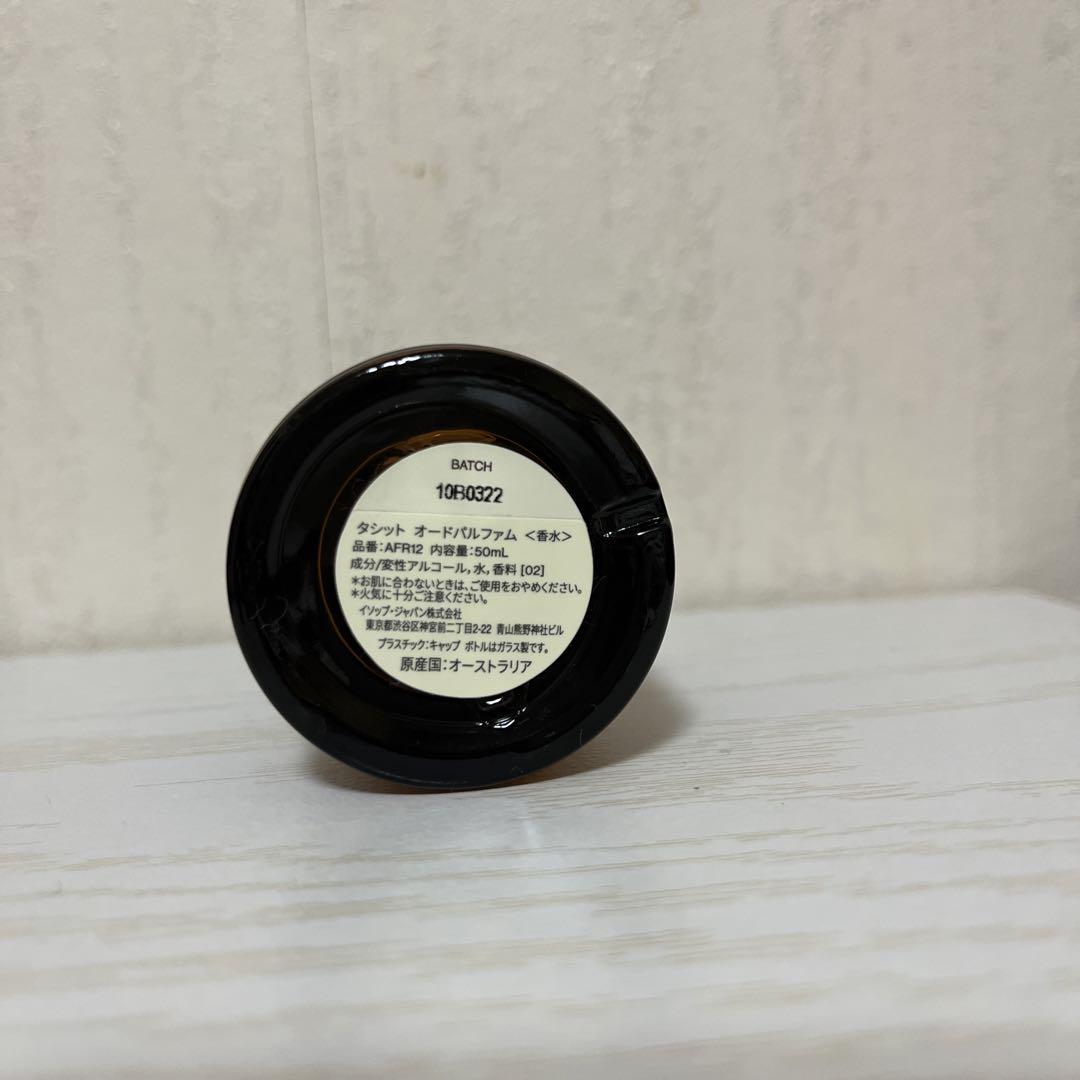 BATCH
10B0322
タシット オードパルファム <香水>
品番:AFR12 内容量:50mL
成分/変性アルコール,水,香料 [02]
*お肌に合わないときは、ご使用をおやめください。
*火気に十分ご注意ください。
イソップ・ジャパン株式会社
東京都渋谷区神宮前二丁目2-22 青山熊野神社ビル
プラスチック:キャップ ボトルはガラス製です。
原産国:オーストラリア